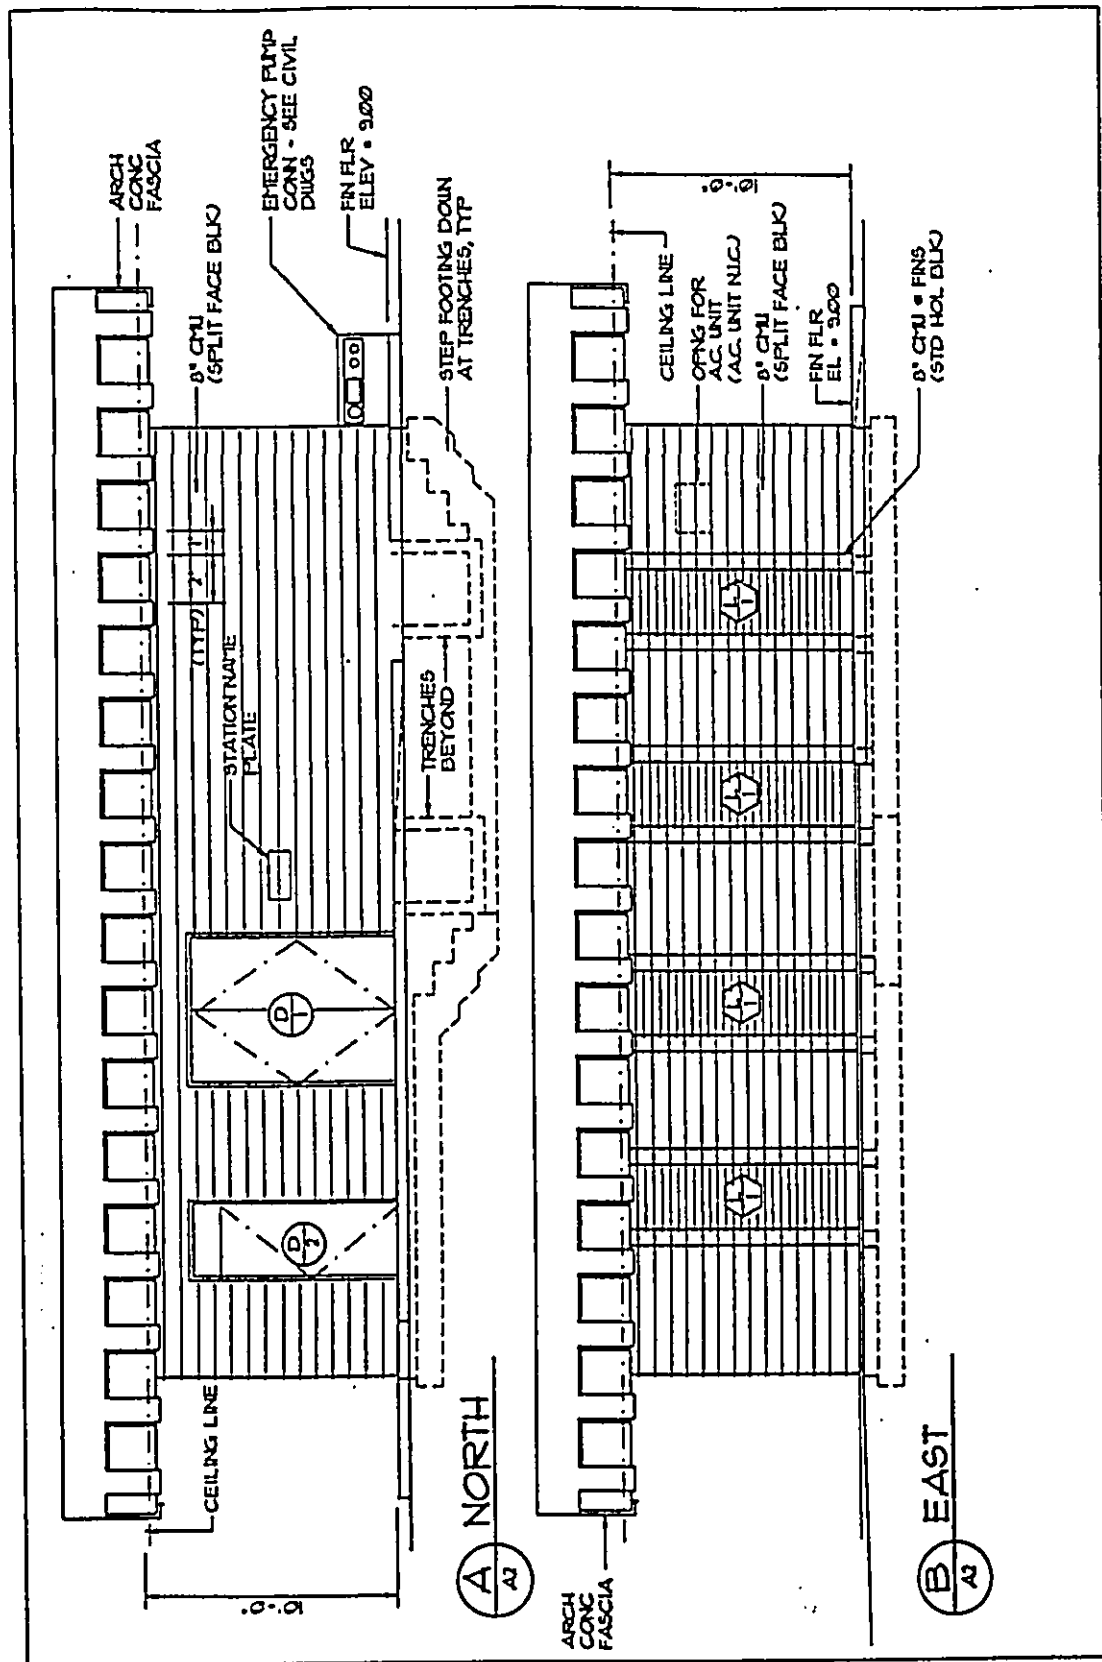 ARCH
CONC
FASCIA
8" CMU
(SPLIT FACE BLK)
EMERGENCY PUMP
CONN - SEE CIVIL
DWGS
FIN FLR
ELEV = 9.00
STEP FOOTING DOWN
AT TRENCHES, TYP
2'
1'
(TYP)
STATION NAME
PLATE
TRENCHES
BEYOND
D
1
D
2
CEILING LINE
10'-0"
A
A2
NORTH
10'-0"
CEILING LINE
OPNG FOR
A.C. UNIT
(A.C. UNIT N.I.C.)
8" CMU
(SPLIT FACE BLK)
FIN FLR
EL = 9.00
8" CMU @ FINS
(STD HOL BLK)
L
1
L
1
L
1
L
1
ARCH
CONC
FASCIA
B
A2
EAST